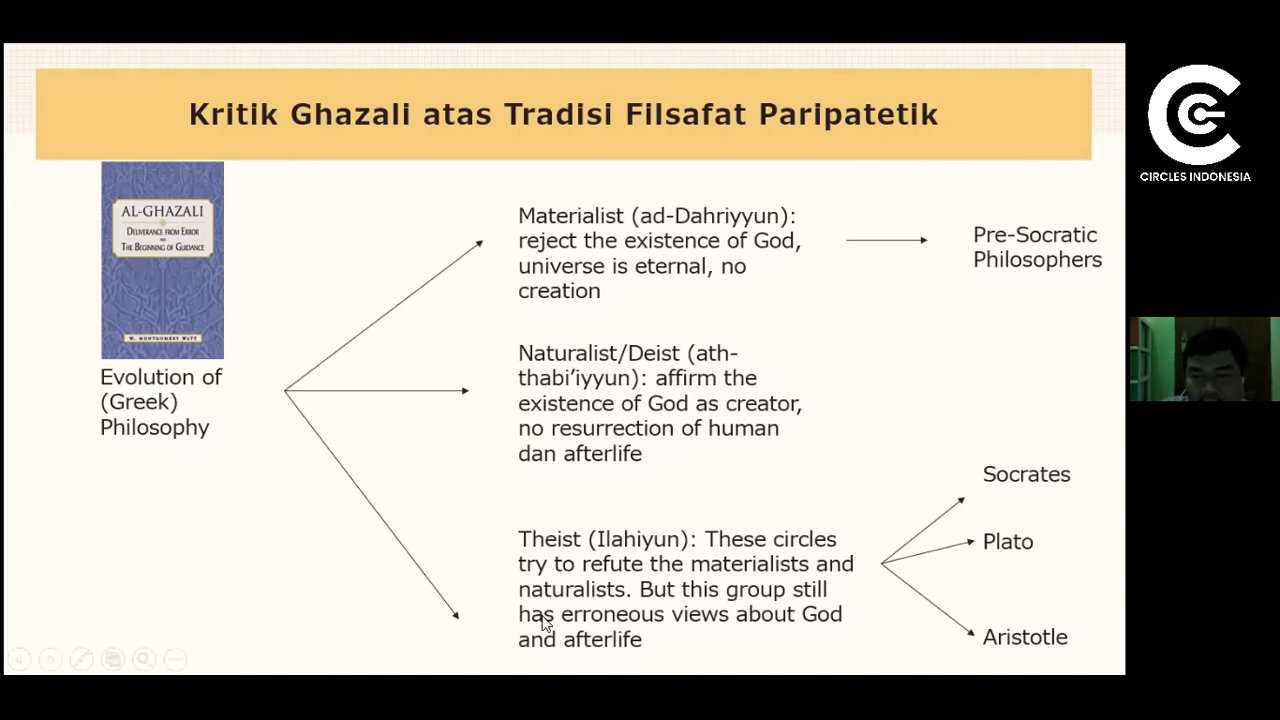 Kritik Ghazali atas Tradisi Filsafat Paripatetik
CIRCLES INDONESIA
AL-GHAZALI
DELIVERANCE FROM ERROR
AND
THE BEGINNING OF GUIDANCE
W. MONTGOMERY WATT
Evolution of
(Greek)
Philosophy
Materialist (ad-Dahriyyun):
reject the existence of God,
universe is eternal, no
creation
Pre-Socratic
Philosophers
Naturalist/Deist (ath-
thabi’iyyun): affirm the
existence of God as creator,
no resurrection of human
dan afterlife
Theist (Ilahiyun): These circles
try to refute the materialists and
naturalists. But this group still
has erroneous views about God
and afterlife
Socrates
Plato
Aristotle